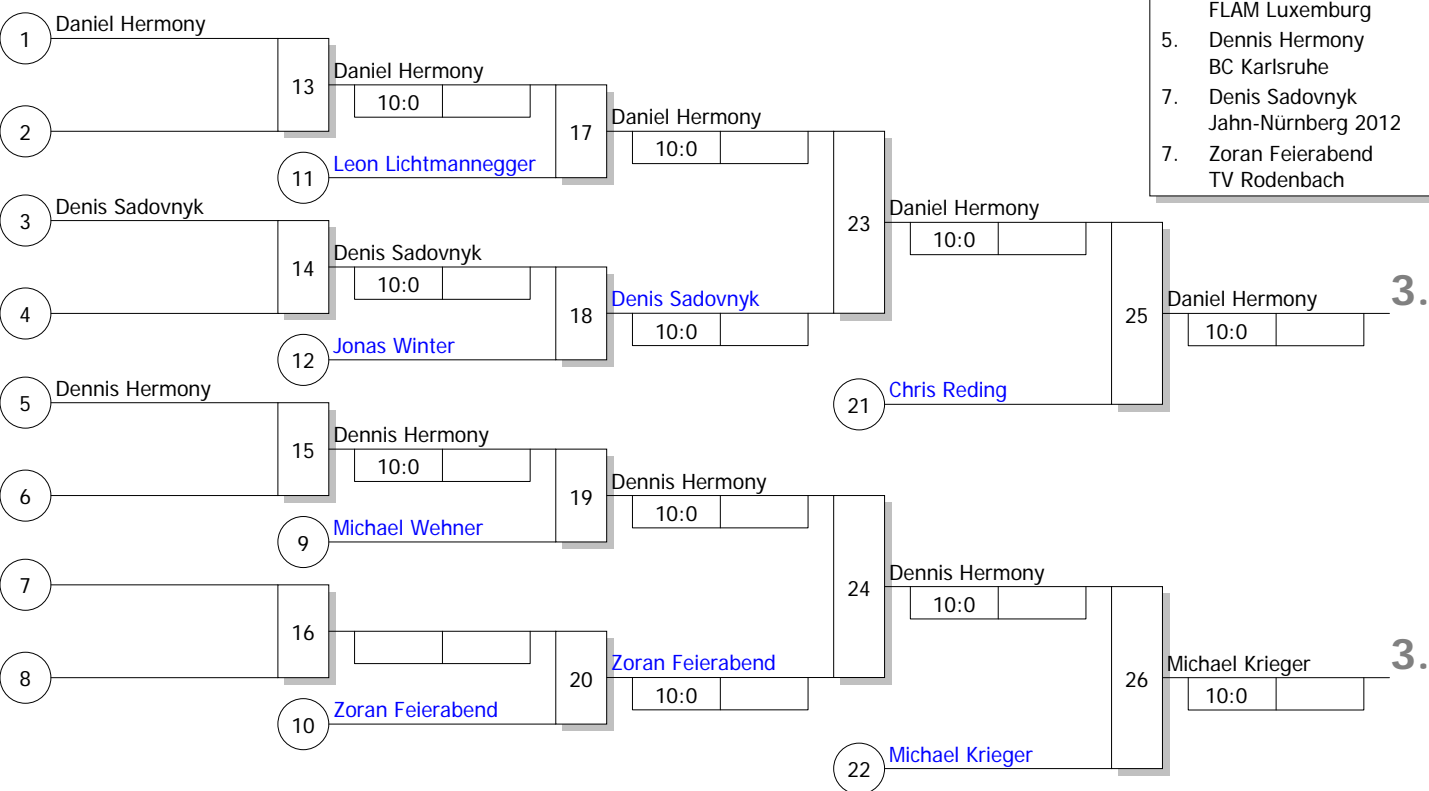 FLAM Luxemburg
5. Dennis Hermony
BC Karlsruhe
7. Denis Sadovnyk
Jahn-Nürnberg 2012
7. Zoran Feierabend
TV Rodenbach
1 Daniel Hermony
13 Daniel Hermony
10:0
2
17 Daniel Hermony
10:0
11 Leon Lichtmannegger
3 Denis Sadovnyk
23 Daniel Hermony
10:0
14 Denis Sadovnyk
10:0
4
18 Denis Sadovnyk
10:0
12 Jonas Winter
25 Daniel Hermony 3.
10:0
5 Dennis Hermony
21 Chris Reding
15 Dennis Hermony
10:0
6
19 Dennis Hermony
10:0
9 Michael Wehner
7
24 Dennis Hermony
10:0
16
8
20 Zoran Feierabend
10:0
10 Zoran Feierabend
26 Michael Krieger 3.
10:0
22 Michael Krieger